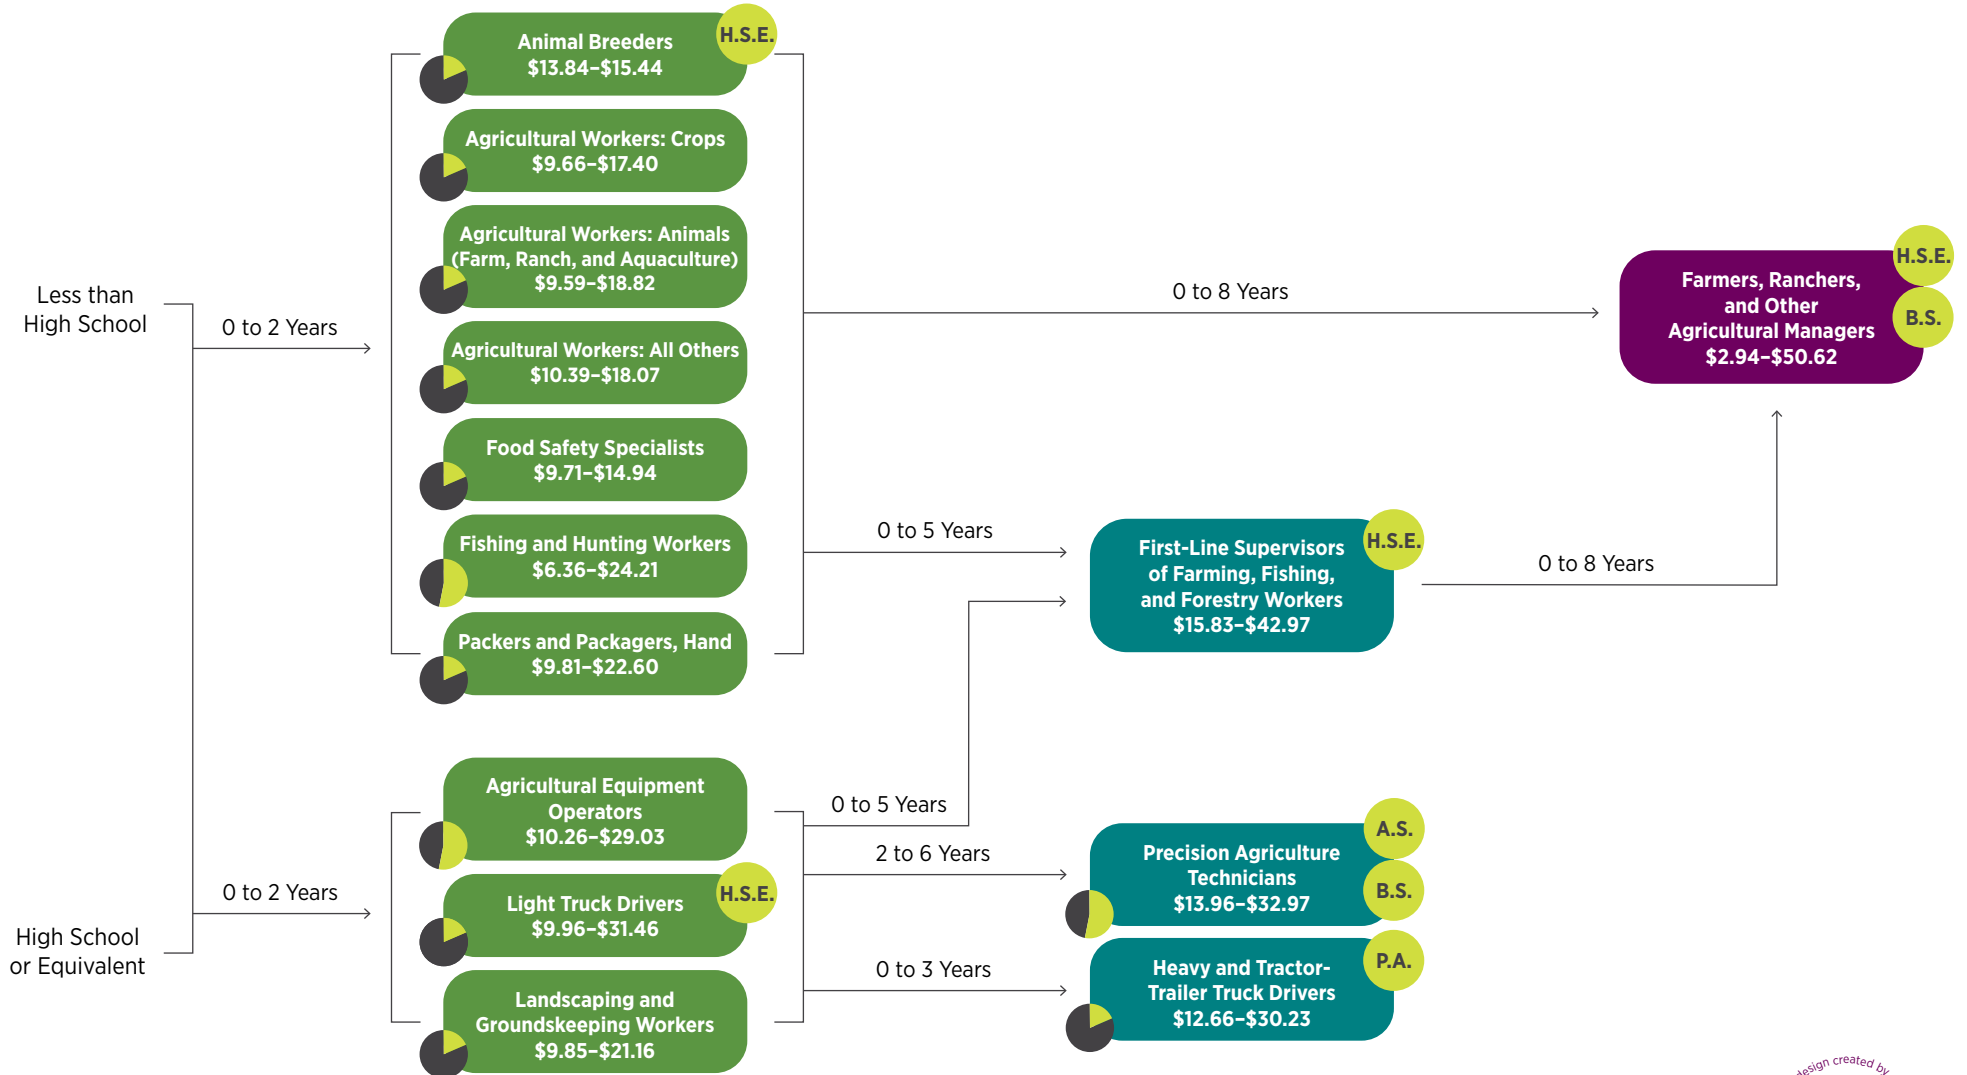 Less than
High School
High School
or Equivalent
0 to 2 Years
0 to 2 Years
Animal Breeders
$13.84–$15.44
H.S.E.
Agricultural Workers: Crops
$9.66–$17.40
Agricultural Workers: Animals
(Farm, Ranch, and Aquaculture)
$9.59–$18.82
Agricultural Workers: All Others
$10.39–$18.07
Food Safety Specialists
$9.71–$14.94
Fishing and Hunting Workers
$6.36–$24.21
Packers and Packagers, Hand
$9.81–$22.60
Agricultural Equipment
Operators
$10.26–$29.03
Light Truck Drivers
$9.96–$31.46
H.S.E.
Landscaping and
Groundskeeping Workers
$9.85–$21.16
0 to 8 Years
0 to 5 Years
0 to 5 Years
2 to 6 Years
0 to 3 Years
First-Line Supervisors
of Farming, Fishing,
and Forestry Workers
$15.83–$42.97
H.S.E.
Precision Agriculture
Technicians
$13.96–$32.97
A.S.
B.S.
Heavy and Tractor-
Trailer Truck Drivers
$12.66–$30.23
P.A.
0 to 8 Years
Farmers, Ranchers,
and Other
Agricultural Managers
$2.94–$50.62
H.S.E.
B.S.
design created by